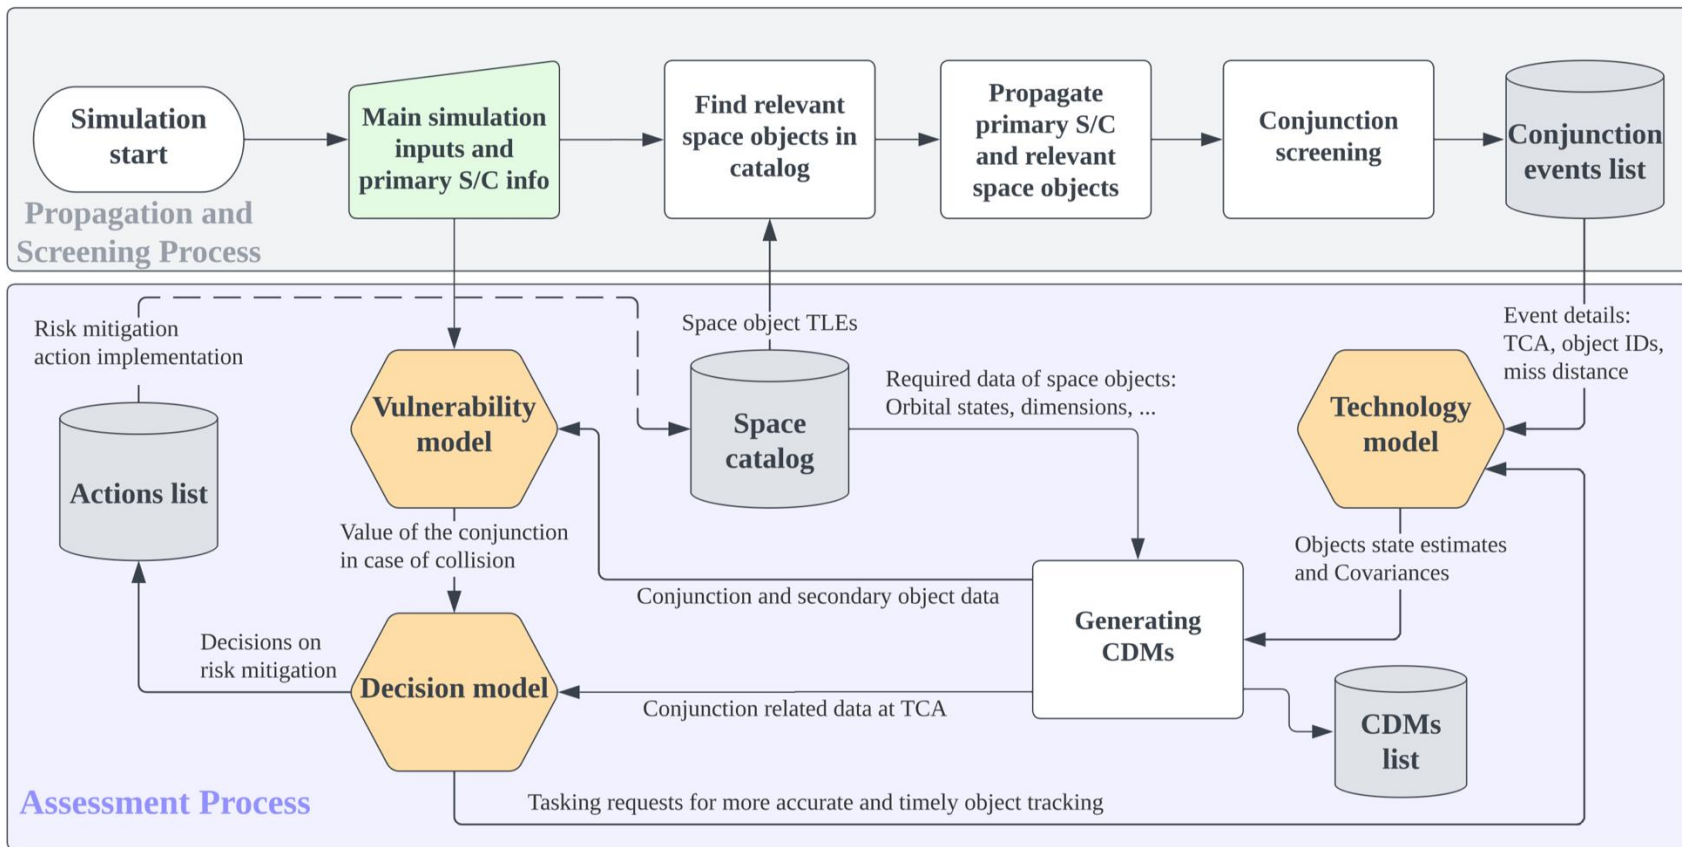 Simulation
start
Main simulation
inputs and
primary S/C info
Find relevant
space objects in
catalog
Propagate
primary S/C
and relevant
space objects
Conjunction
screening
Conjunction
events list
Propagation and
Screening Process
Risk mitigation
action implementation
Space object TLEs
Event details:
TCA, object IDs,
miss distance
Vulnerability
model
Required data of space objects:
Orbital states, dimensions, ...
Space
catalog
Technology
model
Actions list
Value of the conjunction
in case of collision
Objects state estimates
and Covariances
Conjunction and secondary object data
Generating
CDMs
Decisions on
risk mitigation
Decision model
Conjunction related data at TCA
CDMs
list
Assessment Process
Tasking requests for more accurate and timely object tracking